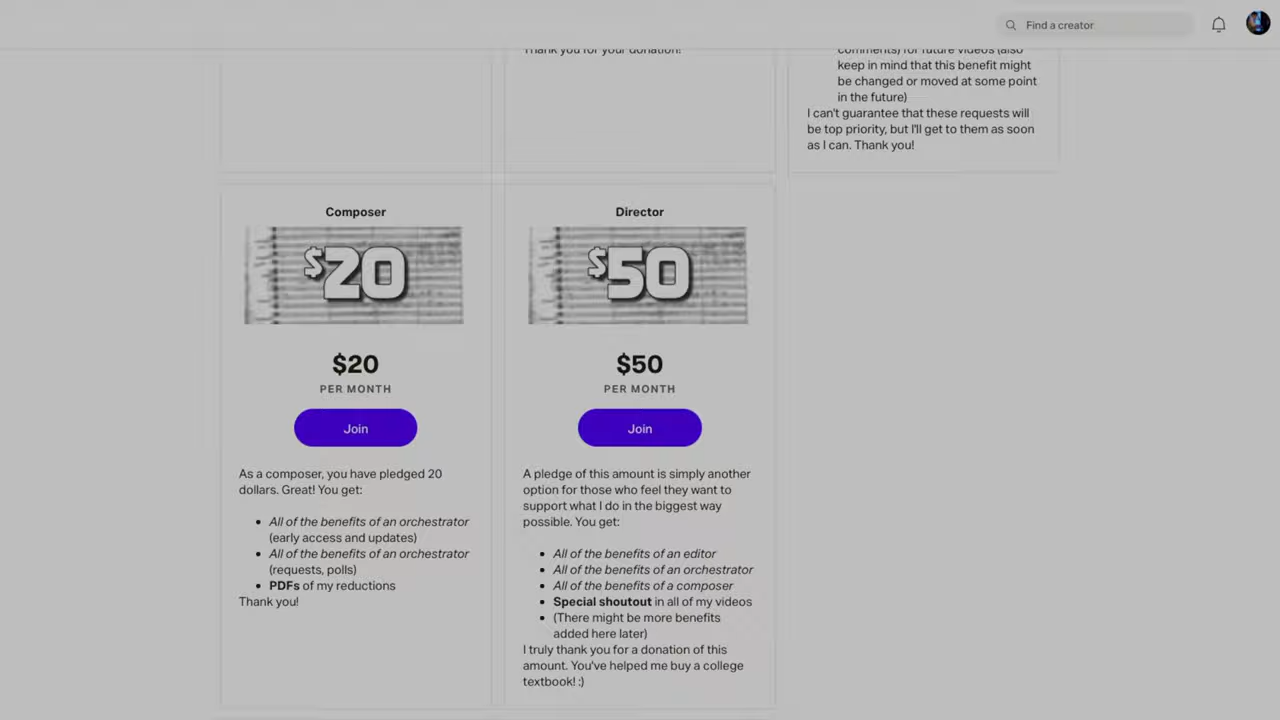 Find a creator
Thank you for your donation!
comments) for future videos (also
keep in mind that this benefit might
be changed or moved at some point
in the future)
I can't guarantee that these requests will
be top priority, but I'll get to them as soon
as I can. Thank you!
Composer
$20
$20
PER MONTH
Join
As a composer, you have pledged 20
dollars. Great! You get:
• All of the benefits of an orchestrator
(early access and updates)
• All of the benefits of an orchestrator
(requests, polls)
• PDFs of my reductions
Thank you!
Director
$50
$50
PER MONTH
Join
A pledge of this amount is simply another
option for those who feel they want to
support what I do in the biggest way
possible. You get:
• All of the benefits of an editor
• All of the benefits of an orchestrator
• All of the benefits of a composer
• Special shoutout in all of my videos
• (There might be more benefits
added here later)
I truly thank you for a donation of this
amount. You've helped me buy a college
textbook! :)